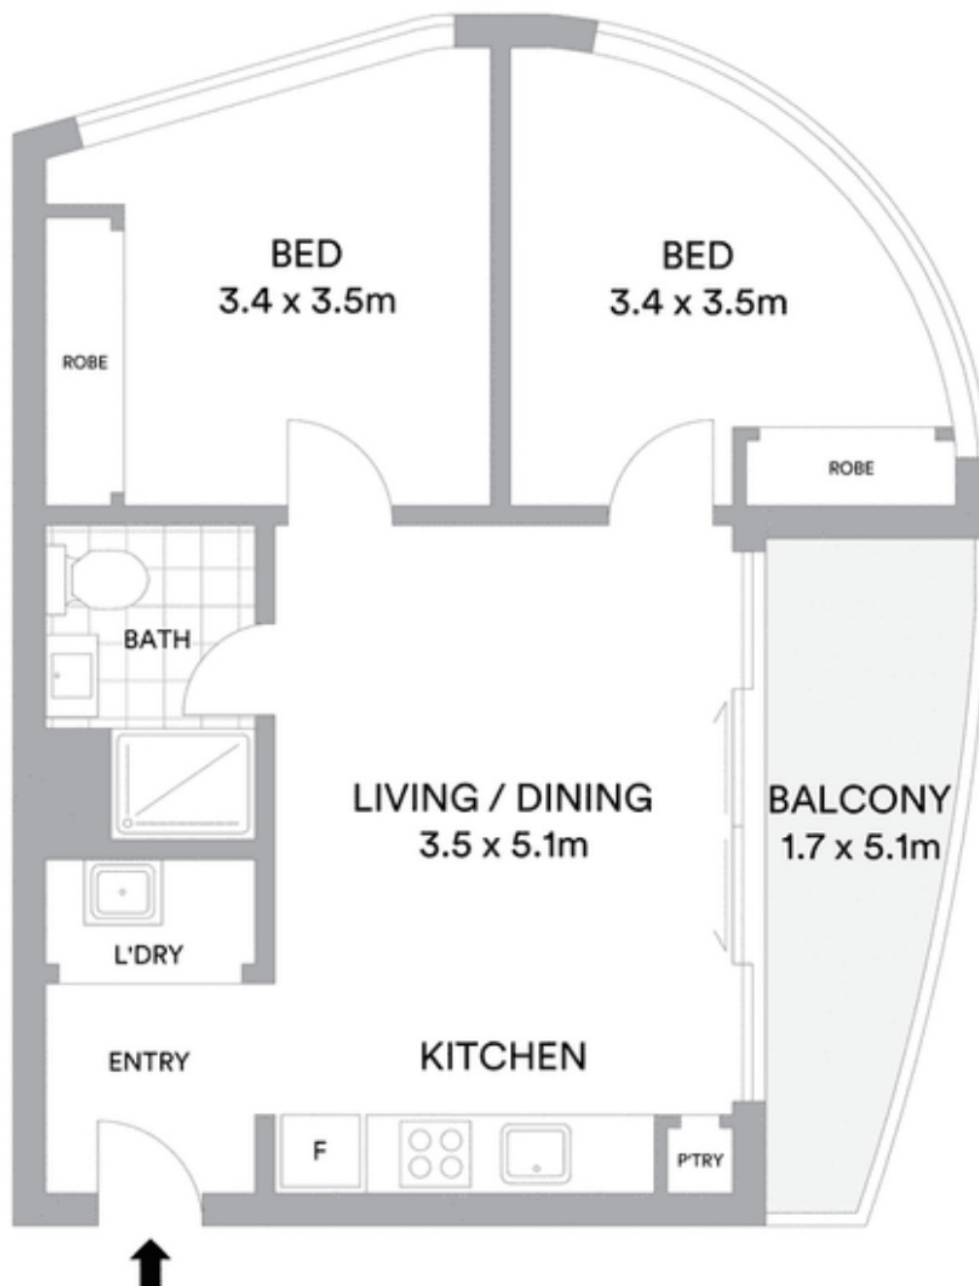 BED
3.4 x 3.5m
BED
3.4 x 3.5m
ROBE
ROBE
BATH
LIVING / DINING
3.5 x 5.1m
BALCONY
1.7 x 5.1m
L'DRY
ENTRY
KITCHEN
F
P'TRY